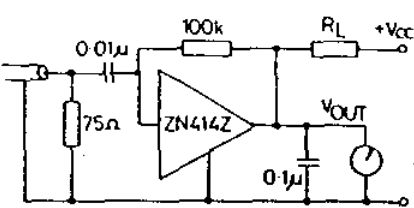 100k
RL
+Vcc
0·01µ
75Ω
ZN414Z
VOUT
0·1µ